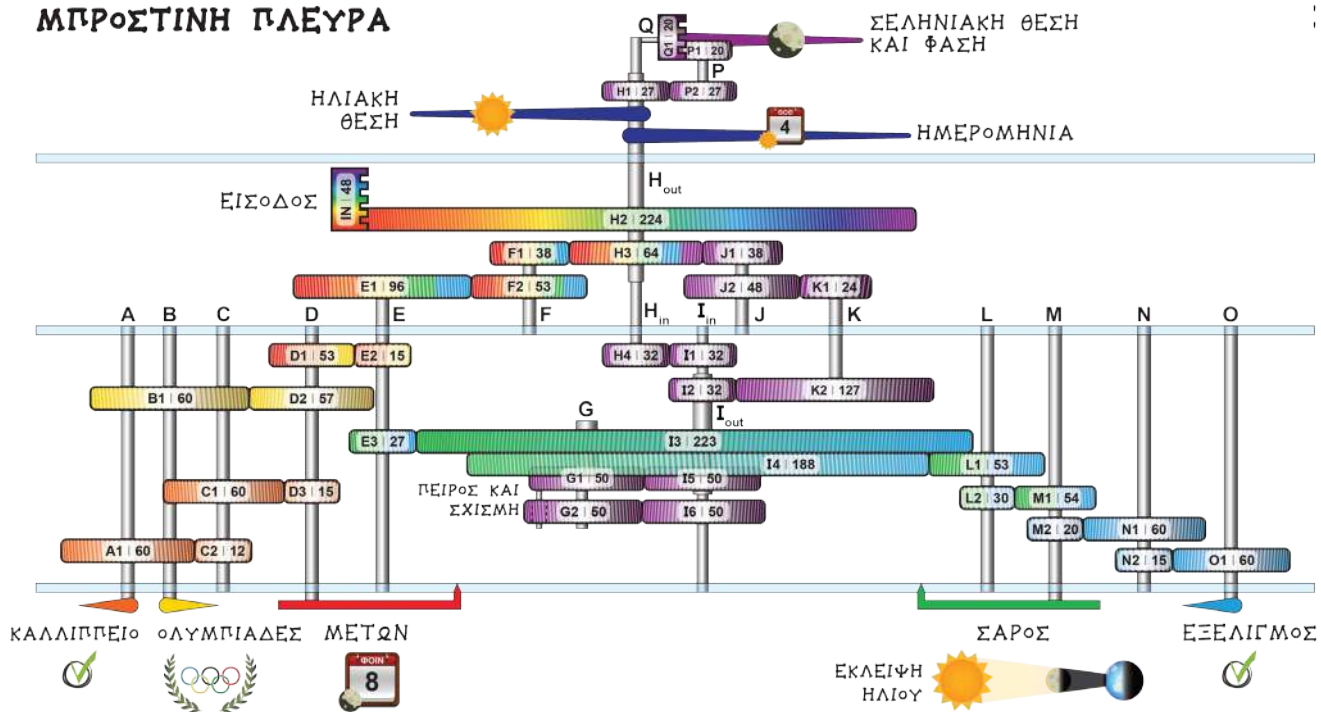 ΜΠΡΟΣΤΙΝΗ ΠΛΕΥΡΑ
Q
Q1 | 20
P1 | 20
ΣΕΛΗΝΙΑΚΗ ΘΕΣΗ
ΚΑΙ ΦΑΣΗ
P
H1 | 27
P2 | 27
ΗΛΙΑΚΗ
ΘΕΣΗ
4
ΗΜΕΡΟΜΗΝΙΑ
H out
ΕΙΣΟΔΟΣ
IN | 48
H2 | 224
F1 | 38
H3 | 64
J1 | 38
E1 | 96
F2 | 53
J2 | 48
K1 | 24
A
B
C
D
E
F
H in
I in
J
K
L
M
N
O
D1 | 53
E2 | 15
H4 | 32
I1 | 32
B1 | 60
D2 | 57
I2 | 32
K2 | 127
G
I out
E3 | 27
I3 | 223
I4 | 188
L1 | 53
ΠΕΙΡΟΣ ΚΑΙ
ΣΧΙΣΜΗ
G1 | 50
I5 | 50
C1 | 60
D3 | 15
L2 | 30
M1 | 54
G2 | 50
I6 | 50
M2 | 20
N1 | 60
A1 | 60
C2 | 12
N2 | 15
O1 | 60
ΚΑΛΛΙΠΠΕΙΟ
ΟΛΥΜΠΙΑΔΕΣ
ΜΕΤΩΝ
ΣΑΡΟΣ
ΕΞΕΛΙΓΜΟΣ
ΦΟΙΝ
8
ΕΚΛΕΙΨΗ
ΗΛΙΟΥ